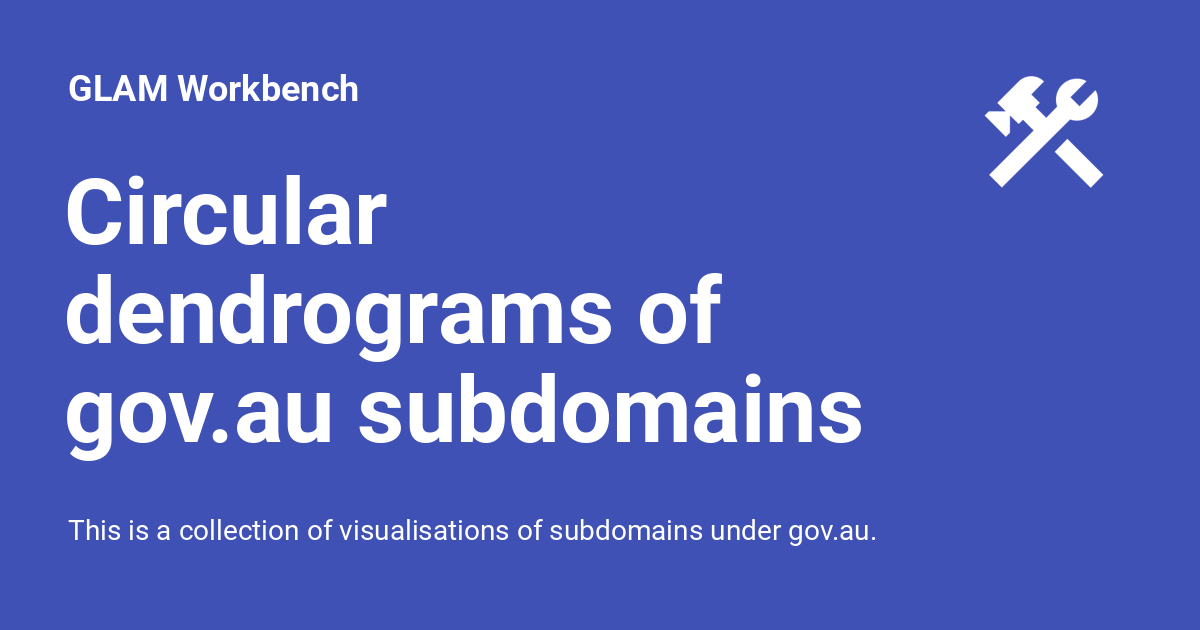 GLAM Workbench
Circular
dendrograms of
gov.au subdomains
This is a collection of visualisations of subdomains under gov.au.